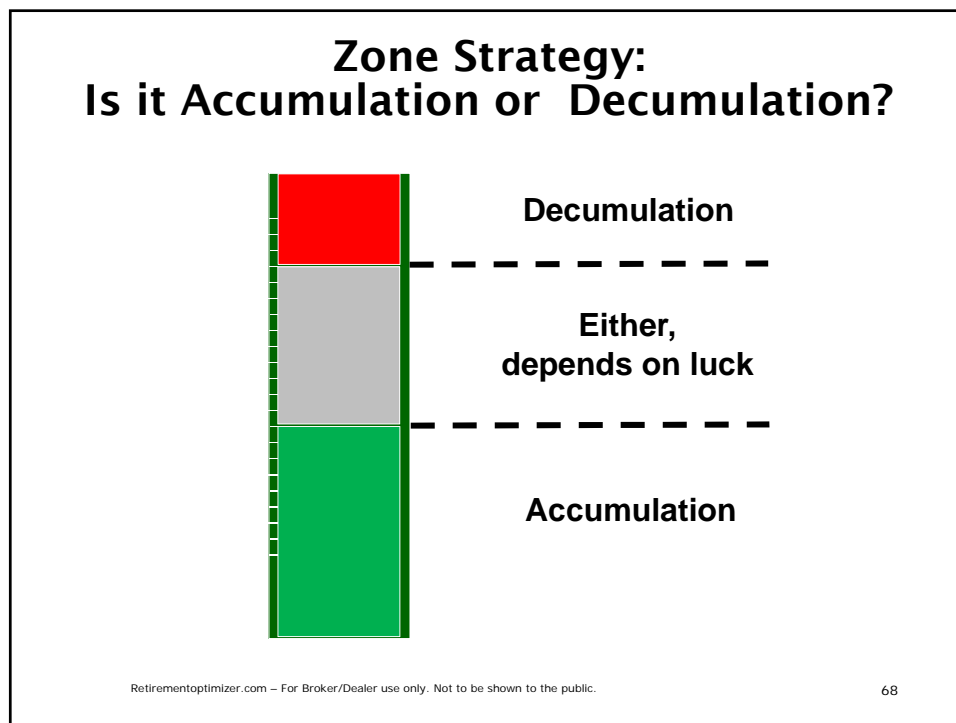 Zone Strategy:
Is it Accumulation or Decumulation?
Decumulation
Either,
depends on luck
Accumulation
Retirementoptimizer.com – For Broker/Dealer use only. Not to be shown to the public.
68